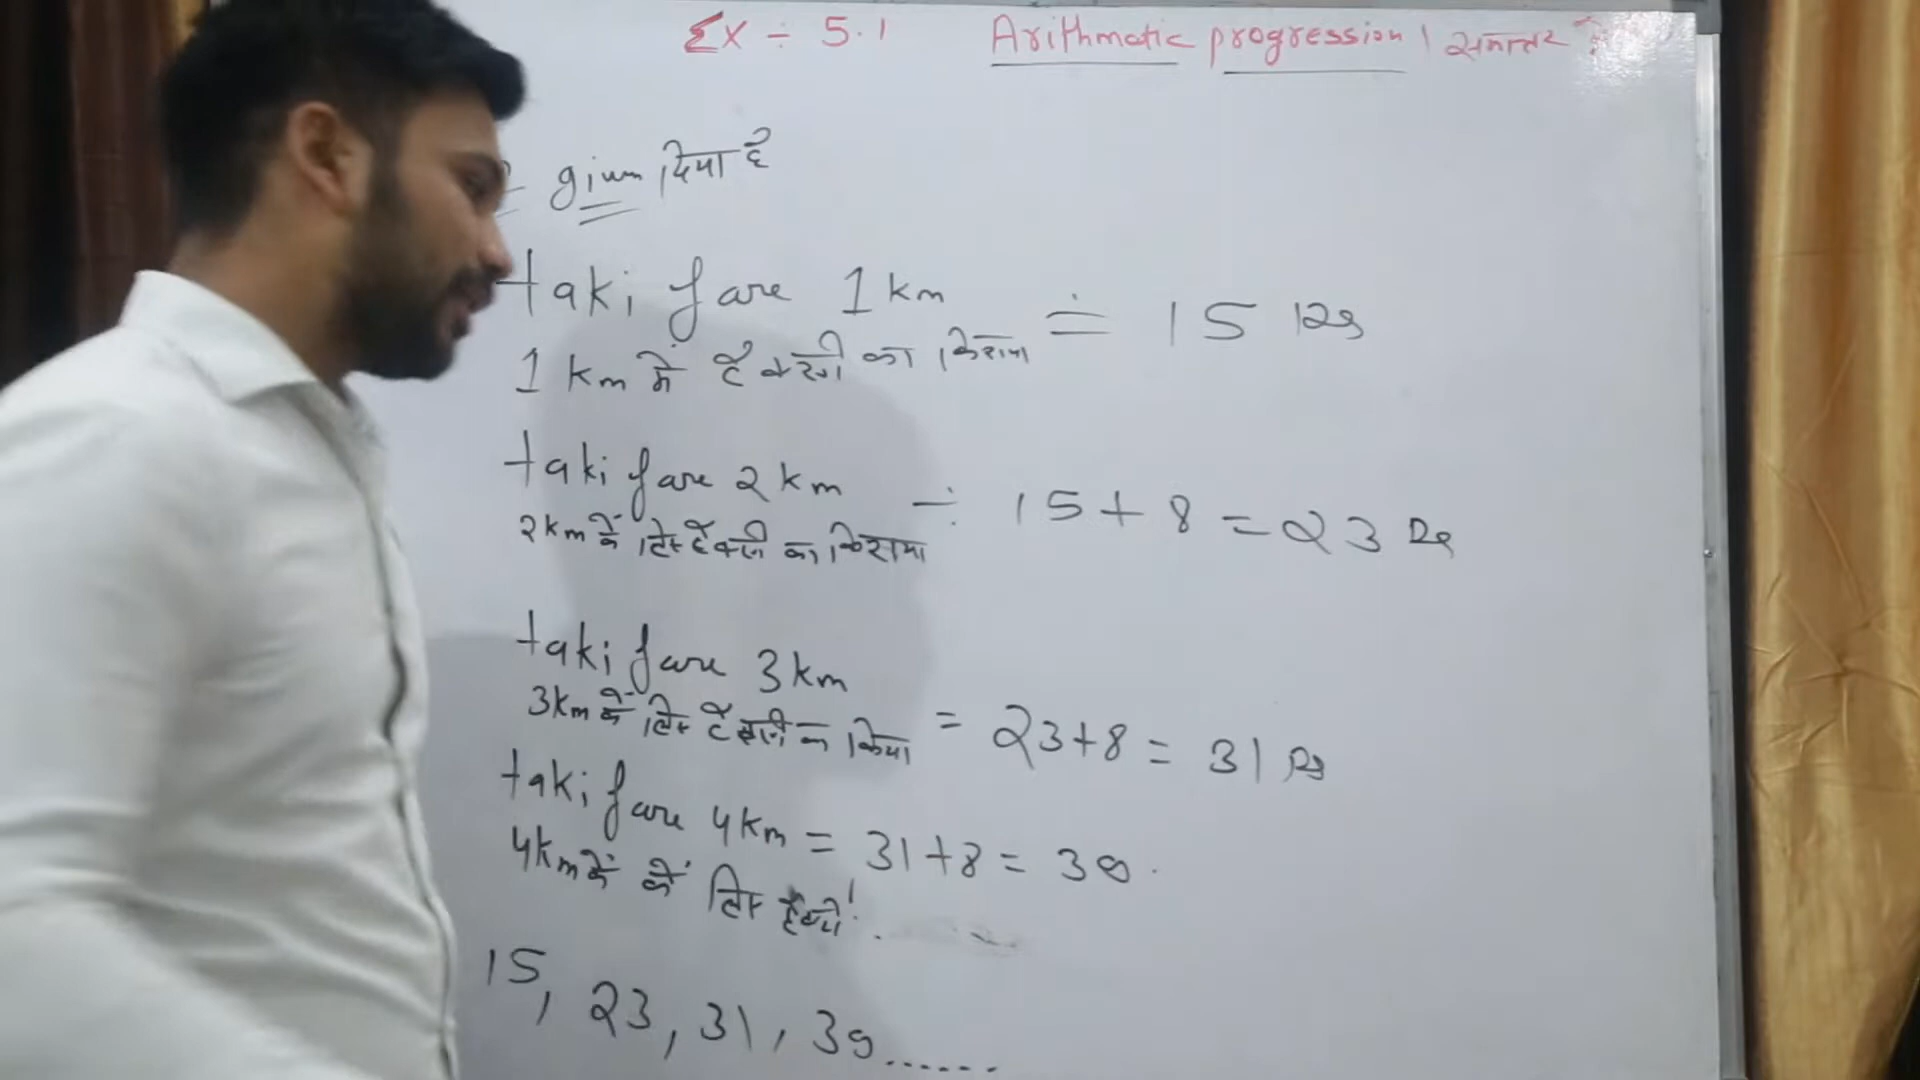 Ex ÷ 5.1 Arithmatic progression | समान्तर
given दिया है
taki fare 1 km ÷ 15 Rs
1 km में टैक्सी का किराया
taki fare 2 km ÷ 15 + 8 = 23 Rs
2 km के लिए टैक्सी का किराया
taki fare 3 km
3 km के लिए टैक्सी का = 23+8 = 31 Rs
taki fare 4 km = 31+8 = 39
4 km के के लिए
15, 23, 31, 39......